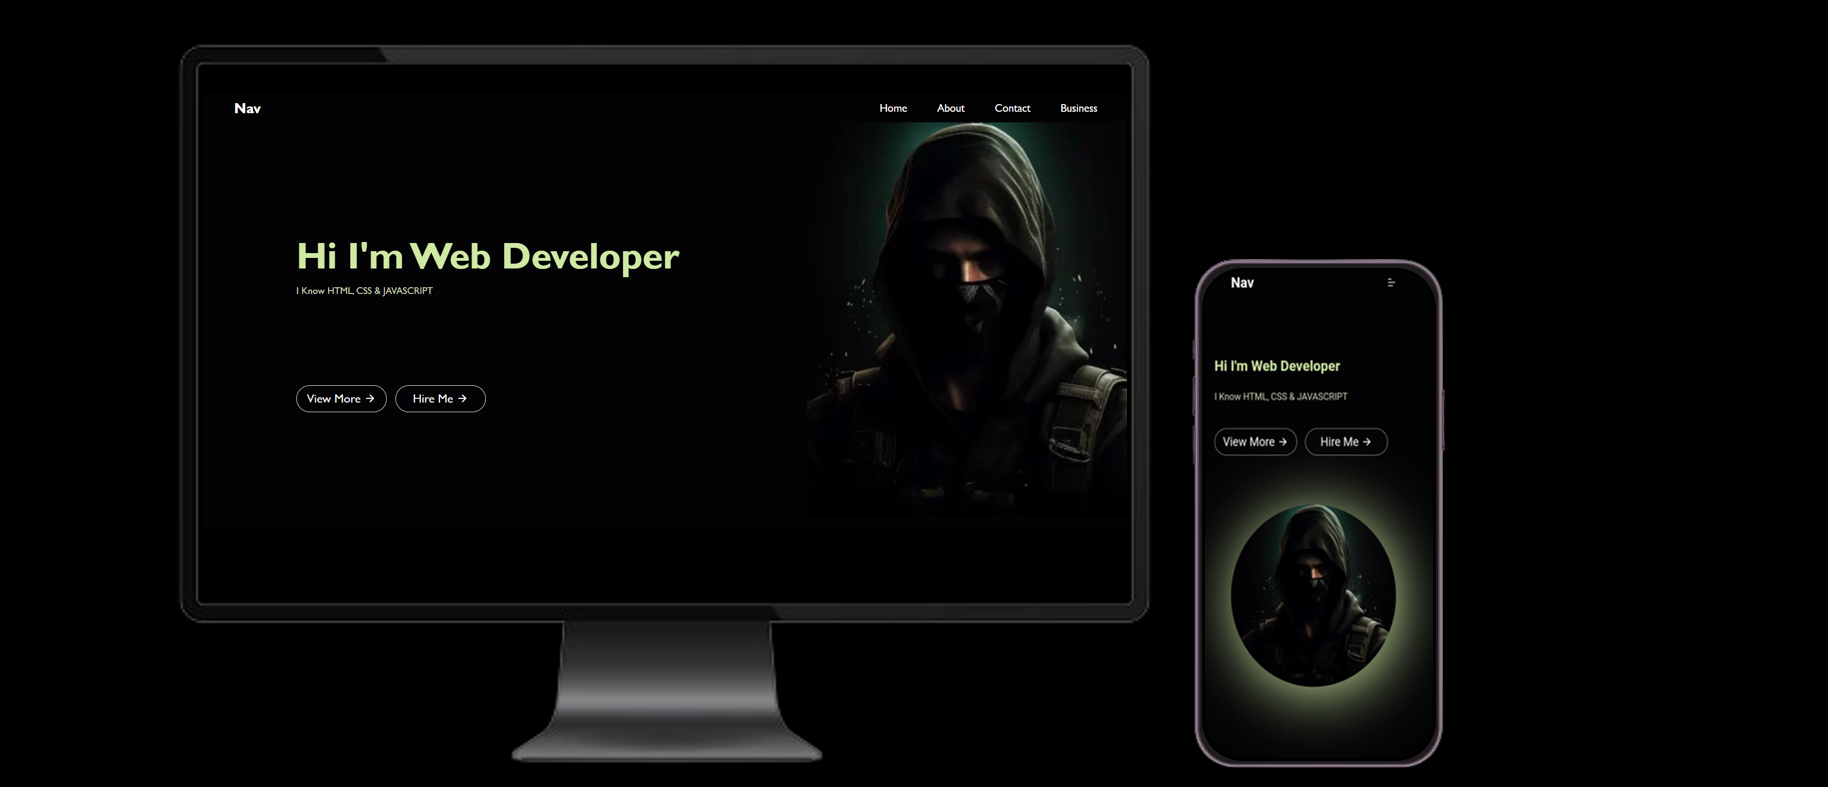 Nav
Home About Contact Business
Hi I'm Web Developer
I Know HTML, CSS & JAVASCRIPT
View More → Hire Me →
Nav
Hi I'm Web Developer
I Know HTML, CSS & JAVASCRIPT
View More → Hire Me →